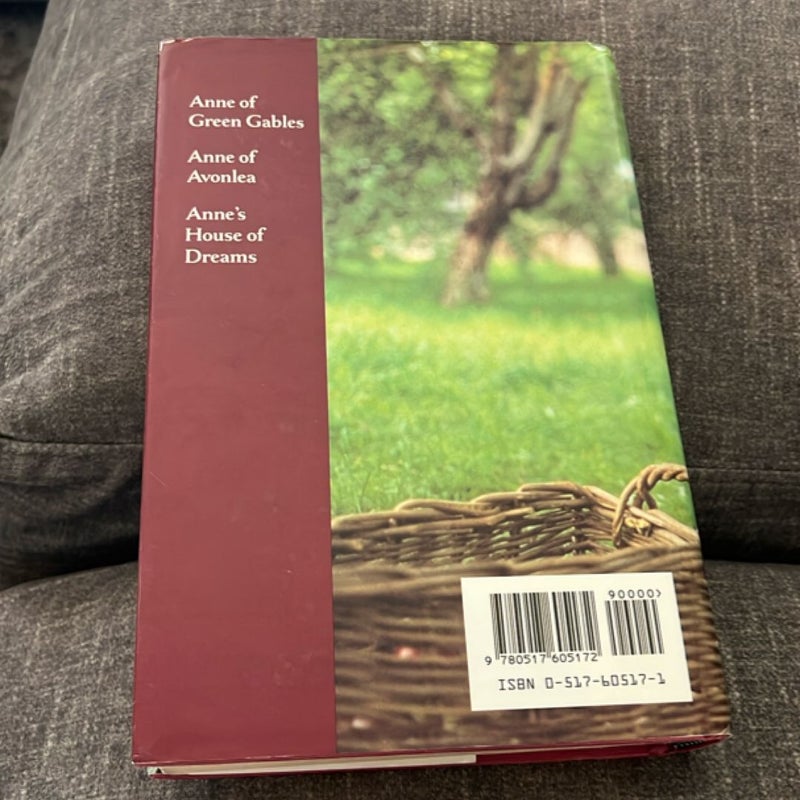 Anne of
Green Gables
Anne of
Avonlea
Anne's
House of
Dreams
90000>
9 780517 605172
ISBN 0-517-60517-1